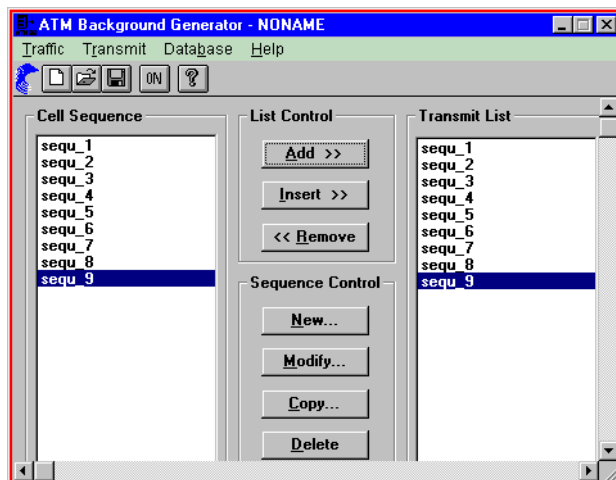 ATM Background Generator - NONAME
Traffic Transmit Database Help
ON ?
Cell Sequence
sequ_1
sequ_2
sequ_3
sequ_4
sequ_5
sequ_6
sequ_7
sequ_8
sequ_9
List Control
Add >>
Insert >>
<< Remove
Sequence Control
New...
Modify...
Copy...
Delete
Transmit List
sequ_1
sequ_2
sequ_3
sequ_4
sequ_5
sequ_6
sequ_7
sequ_8
sequ_9